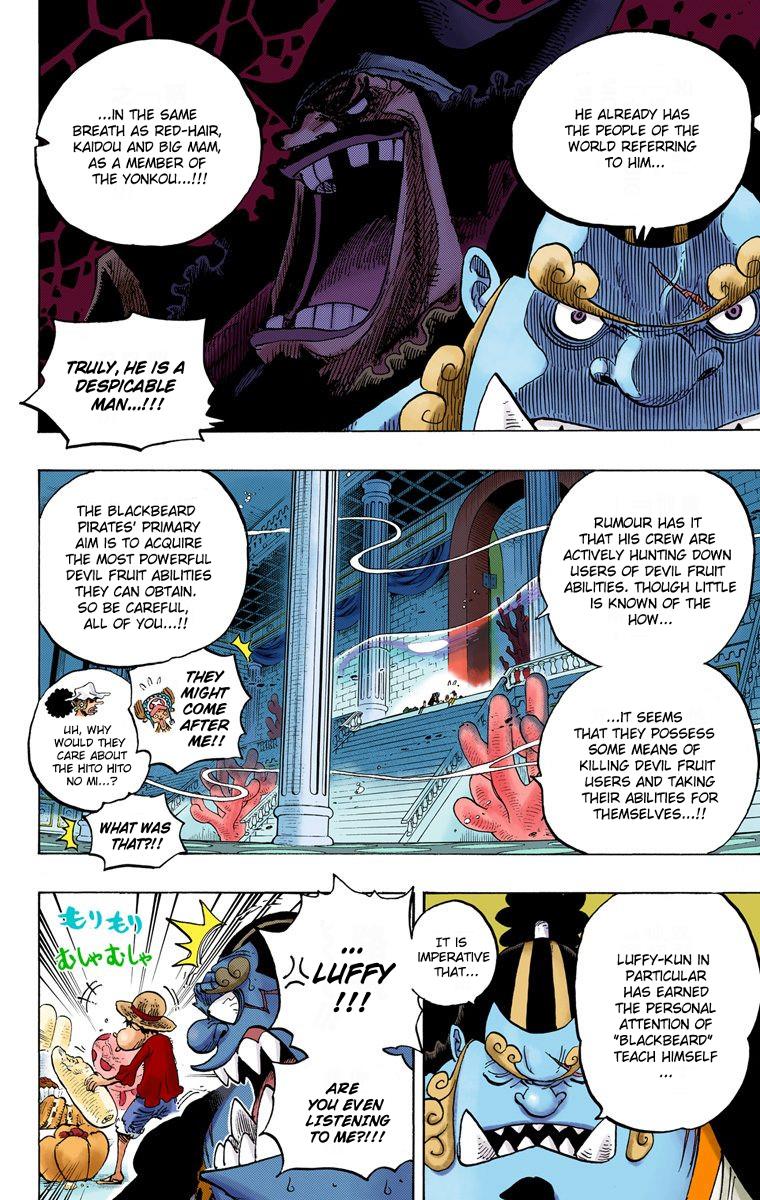 HE ALREADY HAS
THE PEOPLE OF THE
WORLD REFERRING
TO HIM...
...IN THE SAME
BREATH AS RED-HAIR,
KAIDOU AND BIG MAM,
AS A MEMBER OF
THE YONKOU...!!!
TRULY, HE IS A
DESPICABLE
MAN...!!!
RUMOUR HAS IT
THAT HIS CREW ARE
ACTIVELY HUNTING DOWN
USERS OF DEVIL FRUIT
ABILITIES. THOUGH LITTLE
IS KNOWN OF THE
HOW...
...IT SEEMS
THAT THEY POSSESS
SOME MEANS OF
KILLING DEVIL FRUIT
USERS AND TAKING
THEIR ABILITIES FOR
THEMSELVES...!!
THE BLACKBEARD
PIRATES' PRIMARY
AIM IS TO ACQUIRE
THE MOST POWERFUL
DEVIL FRUIT ABILITIES
THEY CAN OBTAIN.
SO BE CAREFUL,
ALL OF YOU...!!
THEY
MIGHT
COME
AFTER
ME!!
UH, WHY
WOULD THEY
CARE ABOUT
THE HITO HITO
NO MI...?
WHAT WAS
THAT?!!
LUFFY-KUN IN
PARTICULAR
HAS EARNED
THE PERSONAL
ATTENTION OF
"BLACKBEARD"
TEACH HIMSELF
...
IT IS
IMPERATIVE
THAT...
...
LUFFY
!!!
ARE
YOU EVEN
LISTENING
TO ME?!!!
もりもり
むしゃむしゃ